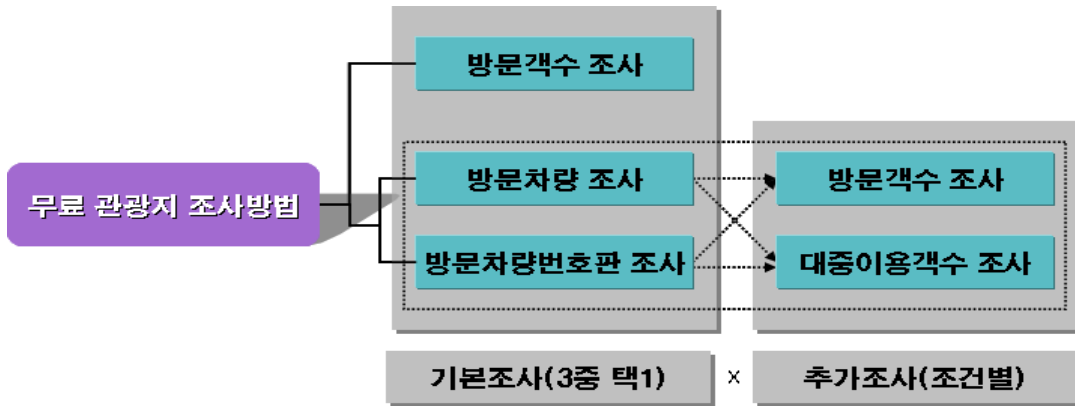 방문객수 조사
무료 관광지 조사방법
방문차량 조사
방문객수 조사
방문차량번호판 조사
대중이용객수 조사
기본조사(3중 택1)
x
추가조사(조건별)